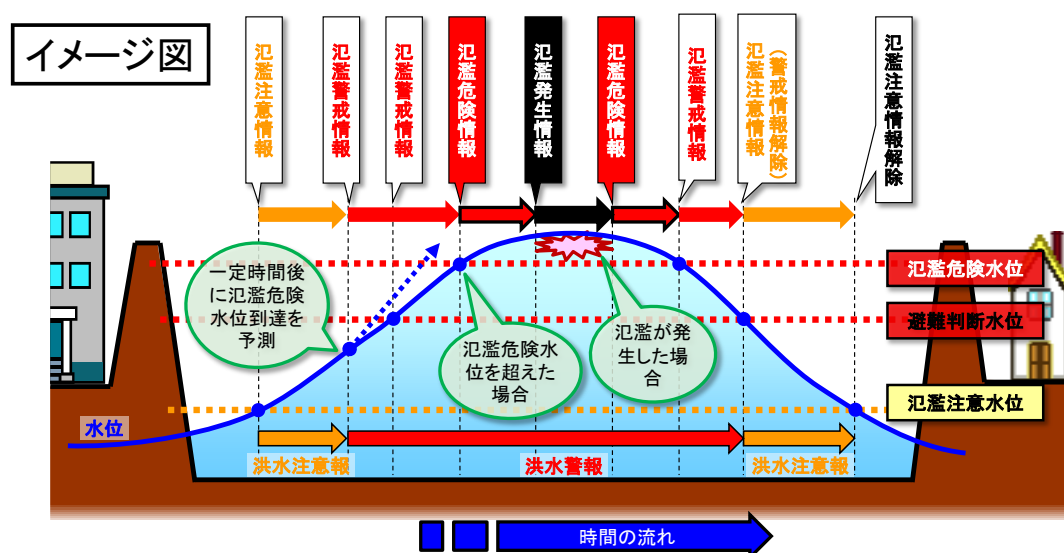 イメージ図
氾濫注意情報
氾濫警戒情報
氾濫警戒情報
氾濫危険情報
氾濫発生情報
氾濫危険情報
氾濫警戒情報
氾濫注意情報
(警戒情報解除)
氾濫注意情報解除
一定時間後
に氾濫危険
水位到達を
予測
氾濫危険水
位を超えた
場合
氾濫が発
生した場
合
氾濫危険水位
避難判断水位
氾濫注意水位
水位
洪水注意報
洪水警報
洪水注意報
時間の流れ